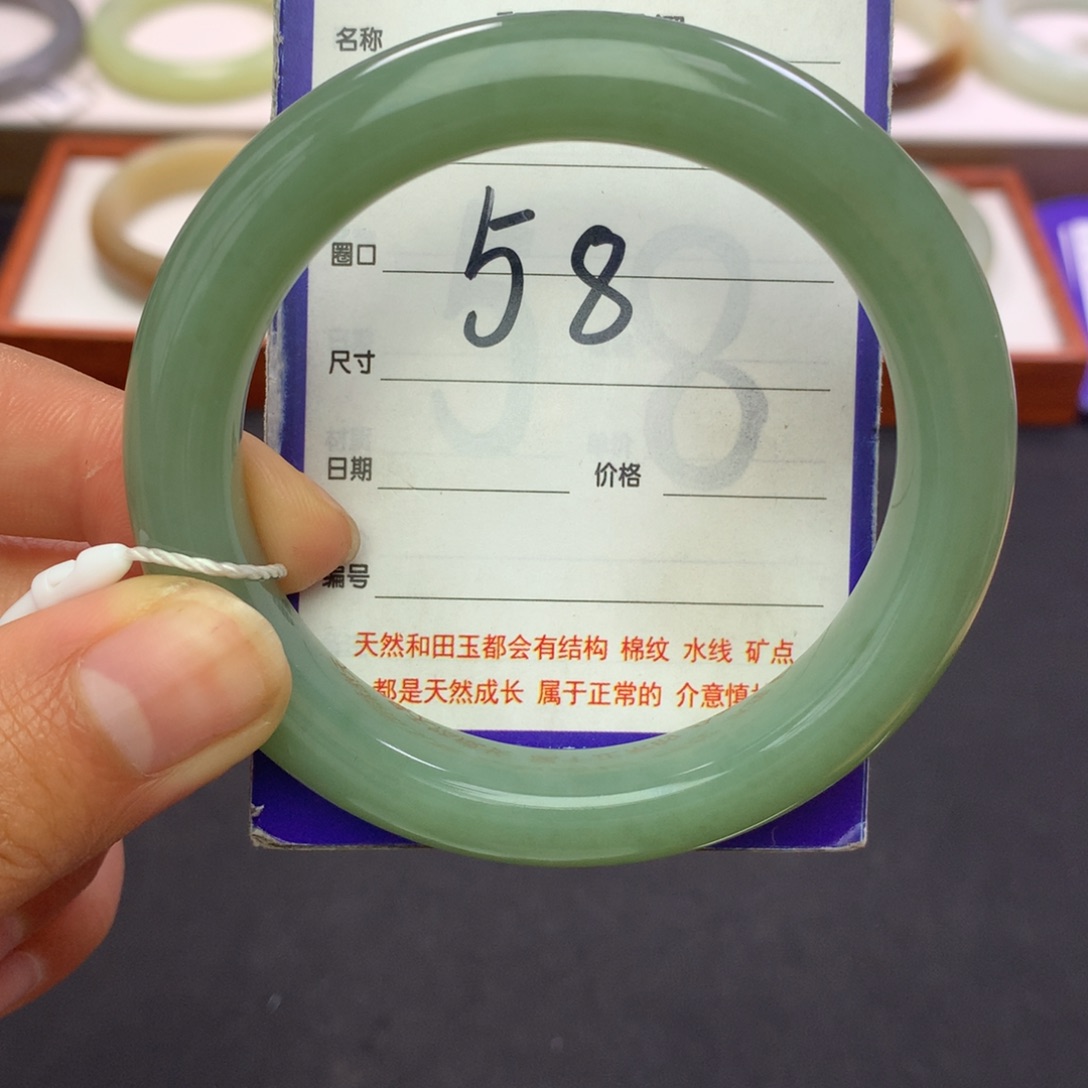 名称
圈口 58
尺寸
日期 价格
编号
天然和田玉都会有结构 棉纹 水线 矿点
都是天然成长 属于正常的 介意慎